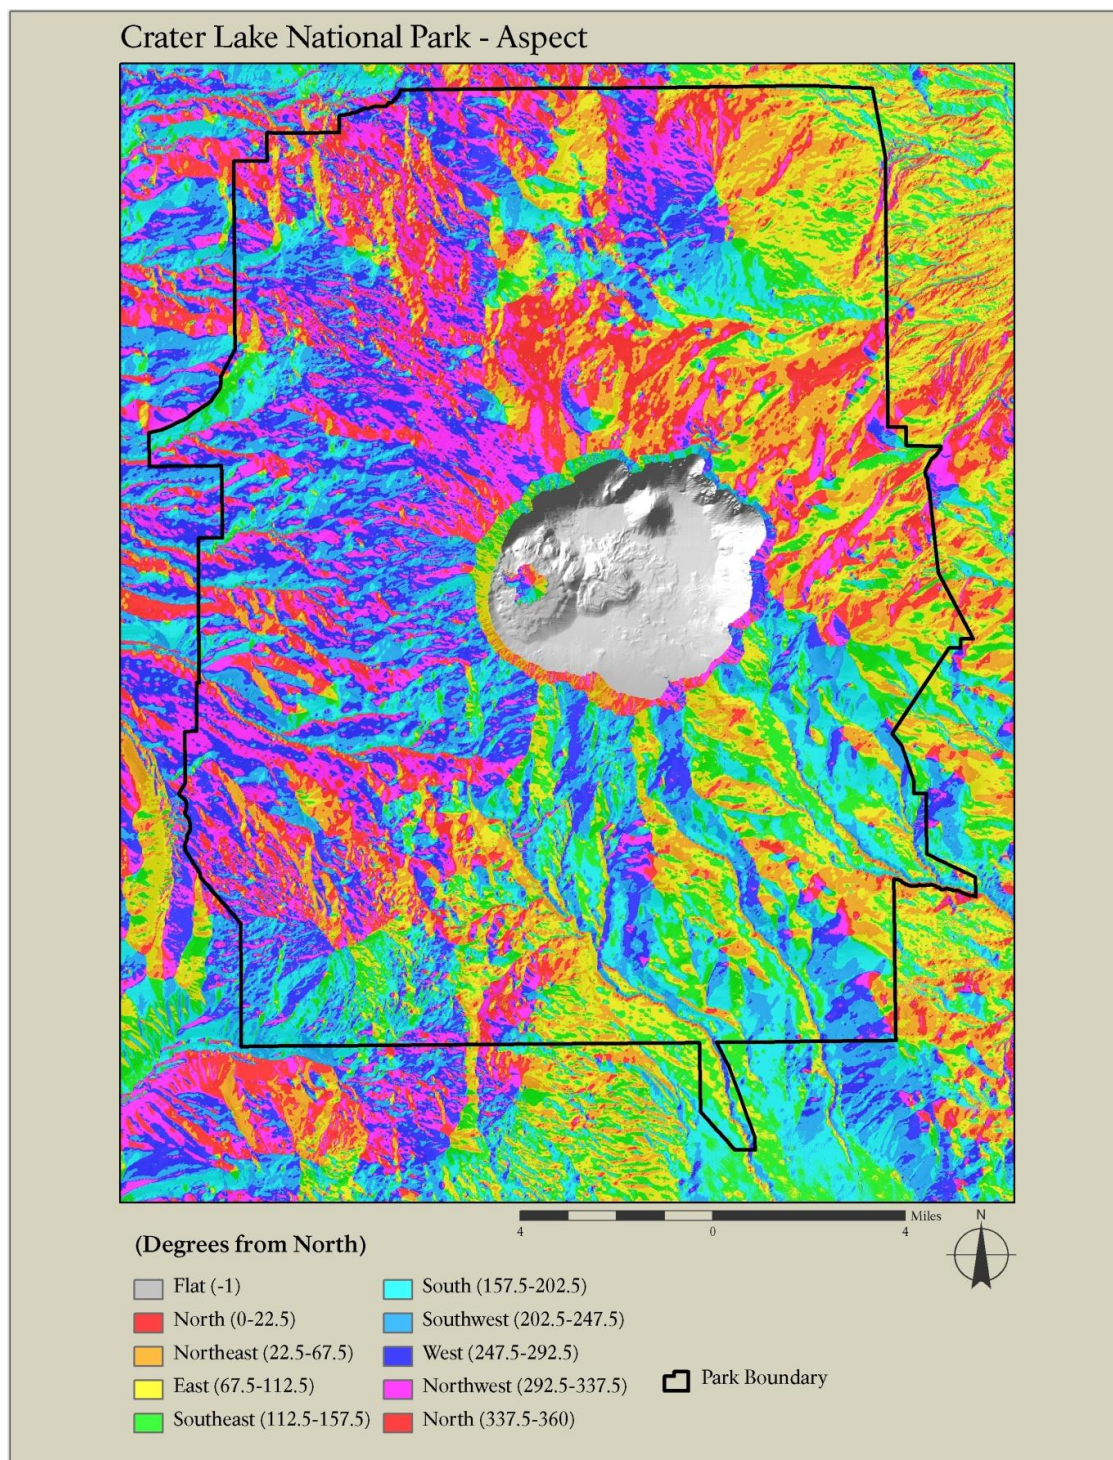 Crater Lake National Park - Aspect
4 0 4 Miles
N
(Degrees from North)
Flat (-1)
North (0-22.5)
Northeast (22.5-67.5)
East (67.5-112.5)
Southeast (112.5-157.5)
South (157.5-202.5)
Southwest (202.5-247.5)
West (247.5-292.5)
Northwest (292.5-337.5)
North (337.5-360)
Park Boundary